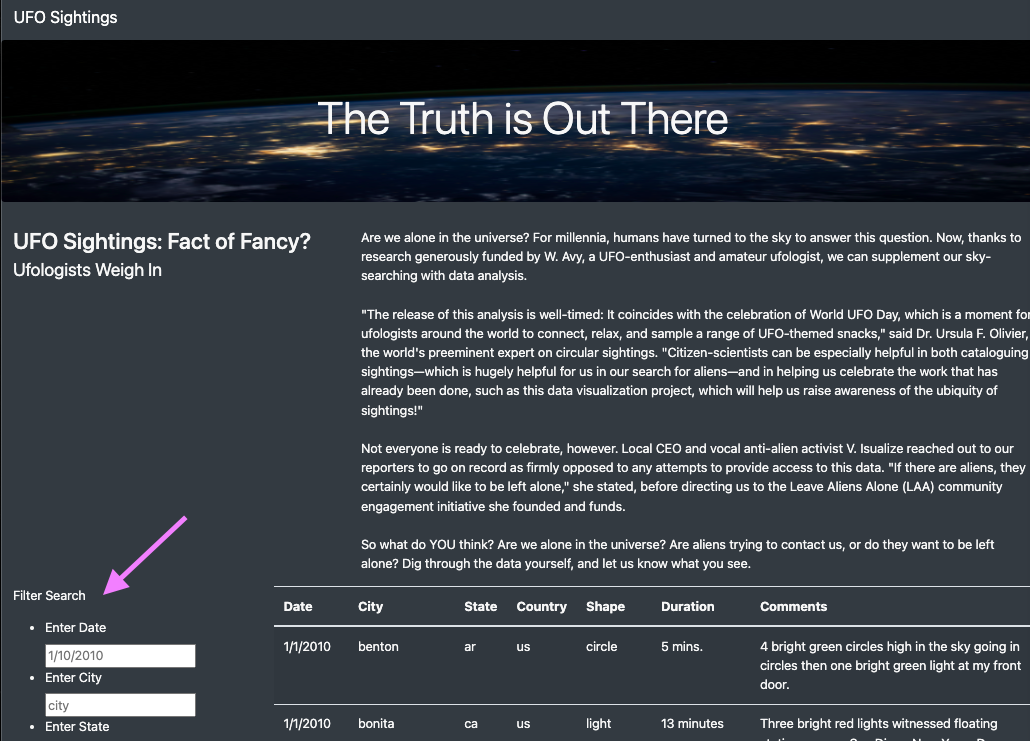 UFO Sightings
The Truth is Out There
UFO Sightings: Fact of Fancy?
Ufologists Weigh In
Are we alone in the universe? For millennia, humans have turned to the sky to answer this question. Now, thanks to
research generously funded by W. Avy, a UFO-enthusiast and amateur ufologist, we can supplement our sky-
searching with data analysis.
"The release of this analysis is well-timed: It coincides with the celebration of World UFO Day, which is a moment for
ufologists around the world to connect, relax, and sample a range of UFO-themed snacks," said Dr. Ursula F. Olivier,
the world's preeminent expert on circular sightings. "Citizen-scientists can be especially helpful in both cataloguing
sightings—which is hugely helpful for us in our search for aliens—and in helping us celebrate the work that has
already been done, such as this data visualization project, which will help us raise awareness of the ubiquity of
sightings!"
Not everyone is ready to celebrate, however. Local CEO and vocal anti-alien activist V. Isualize reached out to our
reporters to go on record as firmly opposed to any attempts to provide access to this data. "If there are aliens, they
certainly would like to be left alone," she stated, before directing us to the Leave Aliens Alone (LAA) community
engagement initiative she founded and funds.
So what do YOU think? Are we alone in the universe? Are aliens trying to contact us, or do they want to be left
alone? Dig through the data yourself, and let us know what you see.
Filter Search
Enter Date
1/10/2010
Enter City
city
Enter State
Date City State Country Shape Duration Comments
1/1/2010 benton ar us circle 5 mins. 4 bright green circles high in the sky going in
circles then one bright green light at my front
door.
1/1/2010 bonita ca us light 13 minutes Three bright red lights witnessed floating